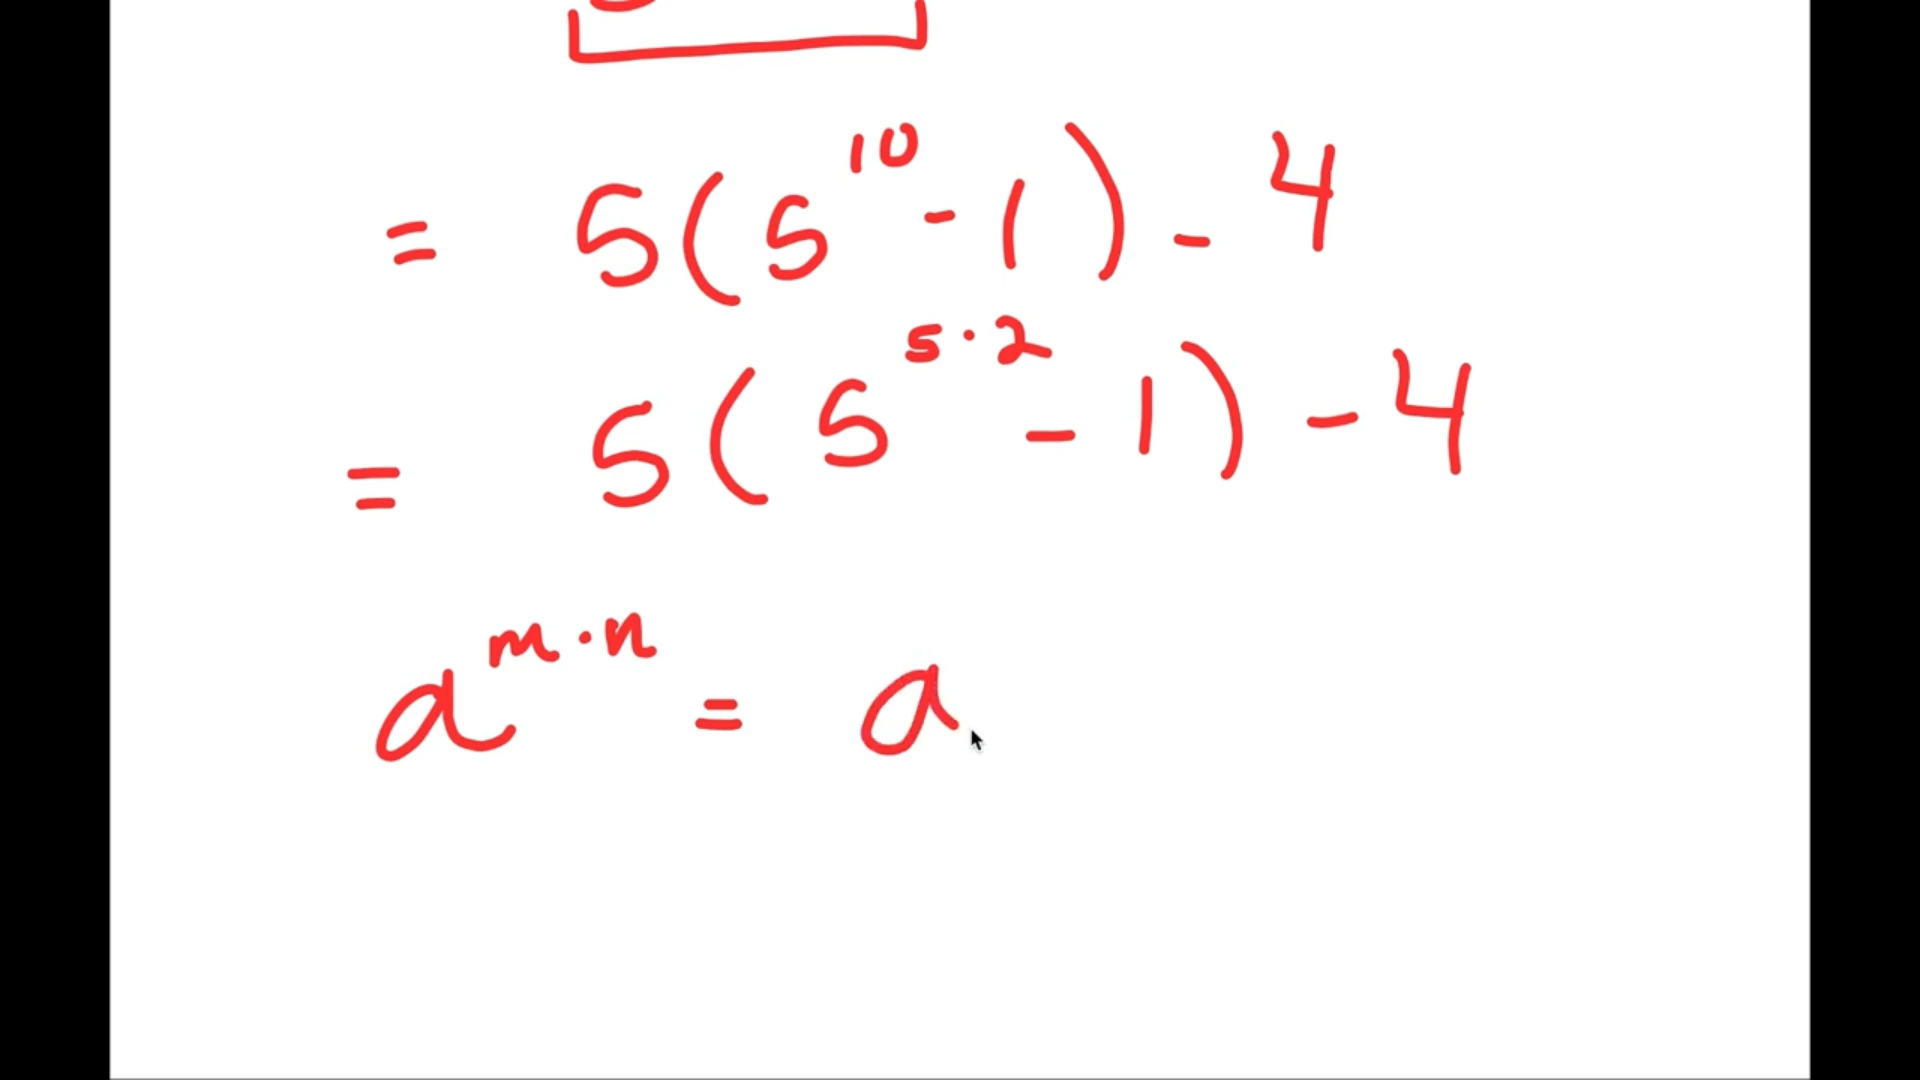 = 5(5^10 - 1) - 4
= 5(5^5·2 - 1) - 4
a^m·n = a